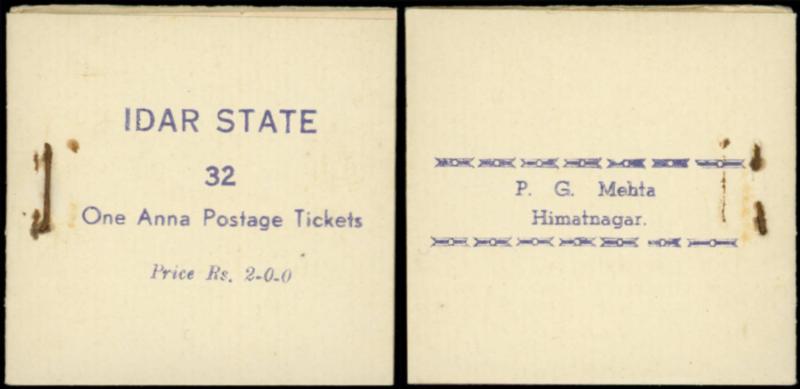 IDAR STATE
32
One Anna Postage Tickets
Price Rs. 2-0-0
P. G. Mehta
Himatnagar.